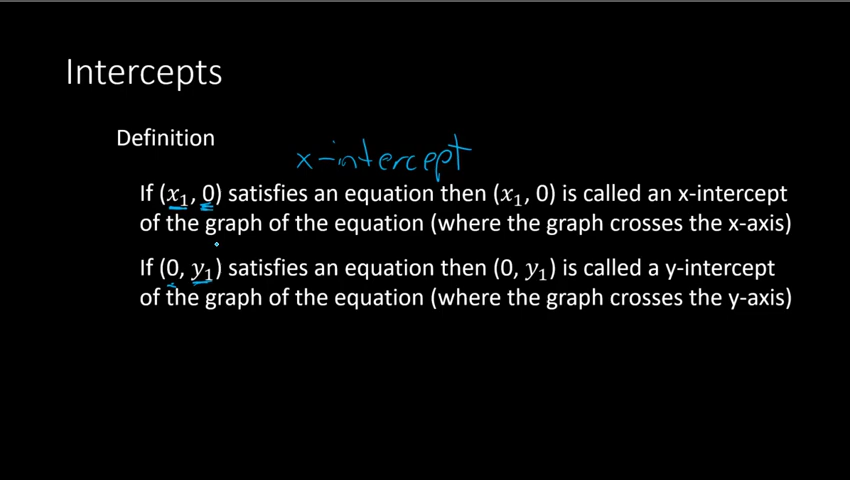 Intercepts
Definition
x-intercept
If (x₁, 0) satisfies an equation then (x₁, 0) is called an x-intercept
of the graph of the equation (where the graph crosses the x-axis)
If (0, y₁) satisfies an equation then (0, y₁) is called a y-intercept
of the graph of the equation (where the graph crosses the y-axis)